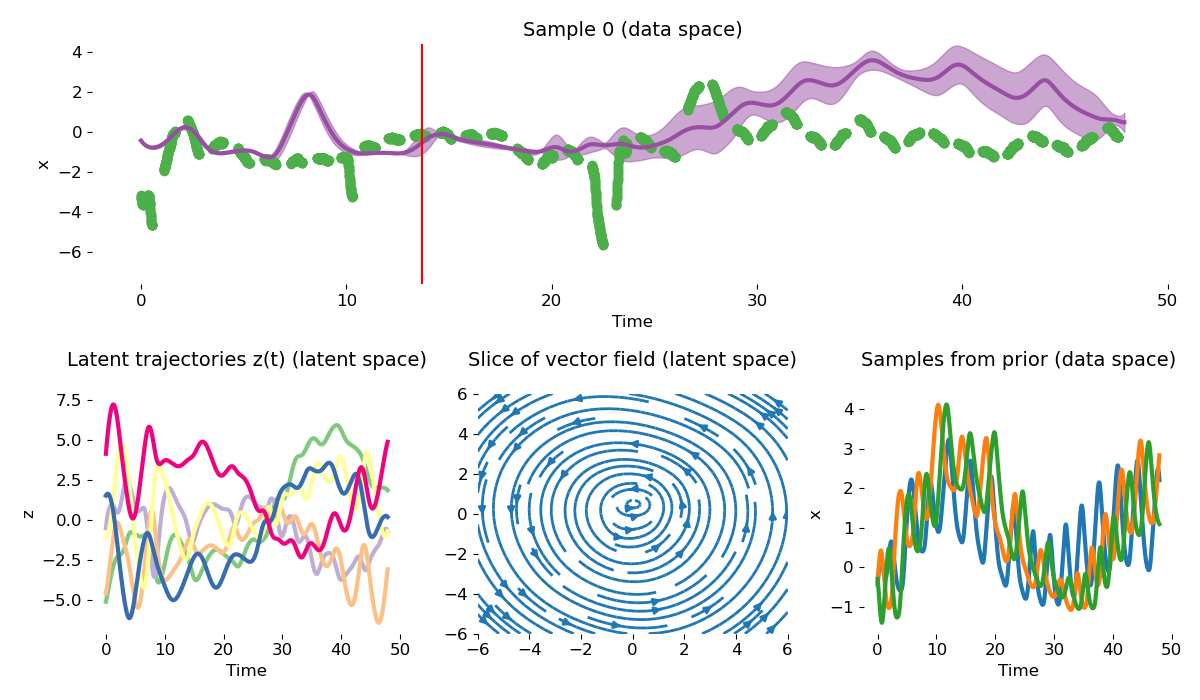 Sample 0 (data space)
4
2
0
−2
−4
−6
x
0 10 20 30 40 50
Time
Latent trajectories z(t) (latent space)
7.5
5.0
2.5
0.0
−2.5
−5.0
z
0 10 20 30 40 50
Time
Slice of vector field (latent space)
6
4
2
0
−2
−4
−6
−6 −4 −2 0 2 4 6
Samples from prior (data space)
4
3
2
1
0
−1
x
0 10 20 30 40 50
Time